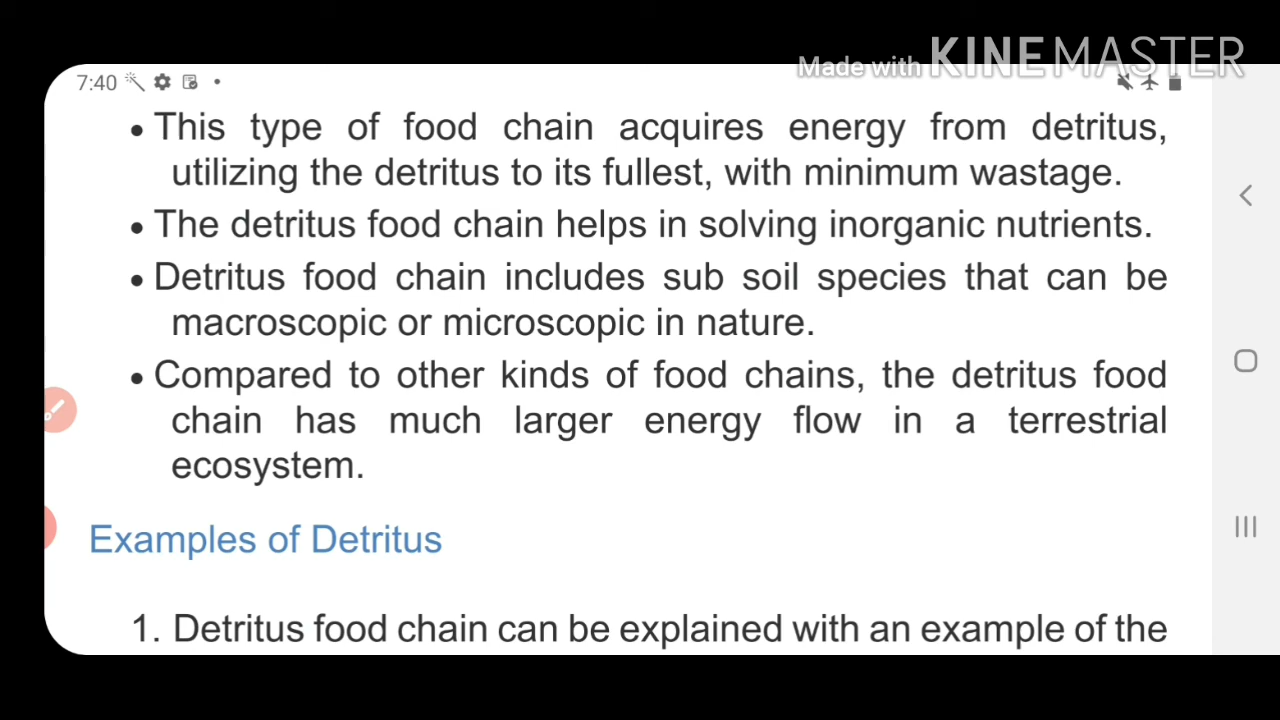 Made with KINEMASTER
7:40
• This type of food chain acquires energy from detritus,
utilizing the detritus to its fullest, with minimum wastage.
• The detritus food chain helps in solving inorganic nutrients.
• Detritus food chain includes sub soil species that can be
macroscopic or microscopic in nature.
• Compared to other kinds of food chains, the detritus food
chain has much larger energy flow in a terrestrial
ecosystem.
Examples of Detritus
1. Detritus food chain can be explained with an example of the